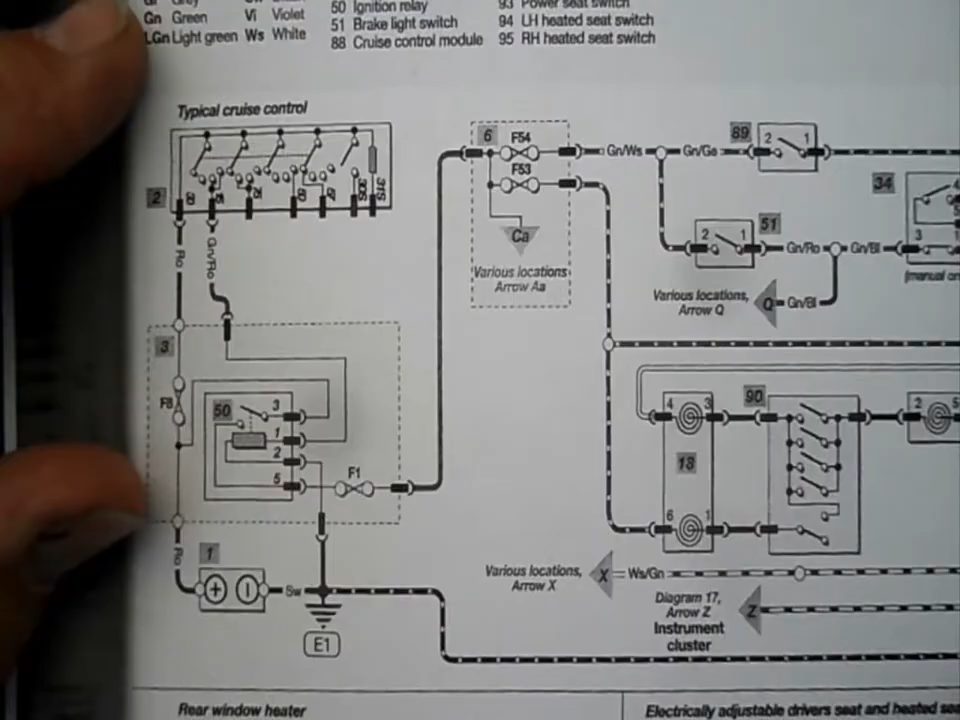 Gn Green Vi Violet
LGn Light green Ws White
50 Ignition relay
51 Brake light switch
88 Cruise control module
93 Power seat switch
94 LH heated seat switch
95 RH heated seat switch
Typical cruise control
2
30S
31S
Ro
Gn/Ro
3
F8
50
3
1
2
5
F1
Ro
1
+
Sw
E1
6
F54
F53
Ca
Various locations
Arrow Aa
Gn/Ws
Gn/Ge
89
2 1
51
2 1
Gn/Ro
Gn/Bl
34
4
5
3
(manual
Various locations,
Arrow Q
Q
Gn/Bl
4 3
18
6 1
90
2 5
Various locations,
Arrow X
X
Ws/Gn
Diagram 17,
Arrow Z
Z
Instrument
cluster
Rear window heater
Electrically adjustable drivers seat and heated